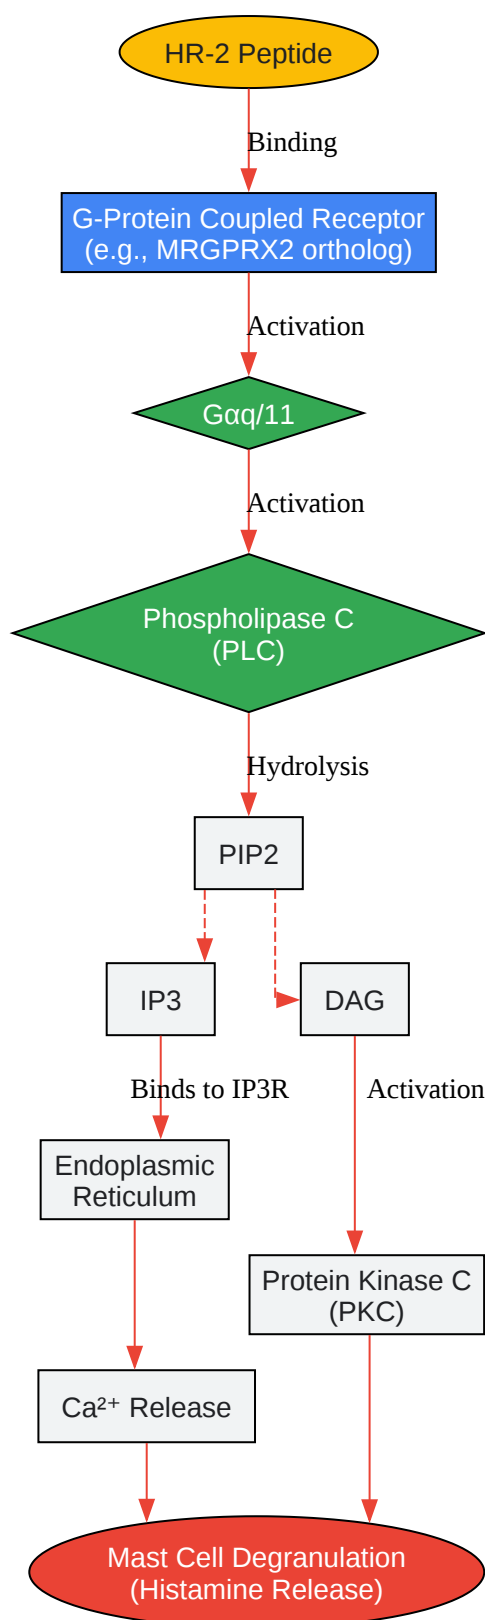 HR-2 Peptide
Binding
G-Protein Coupled Receptor
(e.g., MRGPRX2 ortholog)
Activation
Gαq/11
Activation
Phospholipase C
(PLC)
Hydrolysis
PIP2
IP3
DAG
Binds to IP3R
Activation
Endoplasmic
Reticulum
Protein Kinase C
(PKC)
Ca²⁺ Release
Mast Cell Degranulation
(Histamine Release)